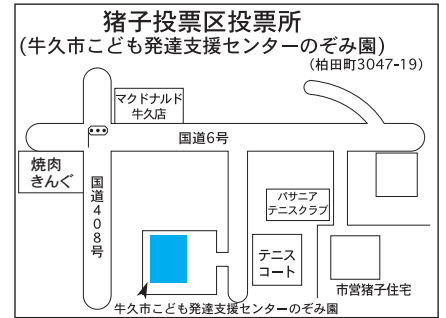 猪子投票区投票所
(牛久市こども発達支援センターのぞみ園)
(柏田町3047-19)
マクドナルド
牛久店
国道6号
焼肉
きんぐ
国道408号
パサニア
テニスクラブ
テニス
コート
市営猪子住宅
牛久市こども発達支援センターのぞみ園